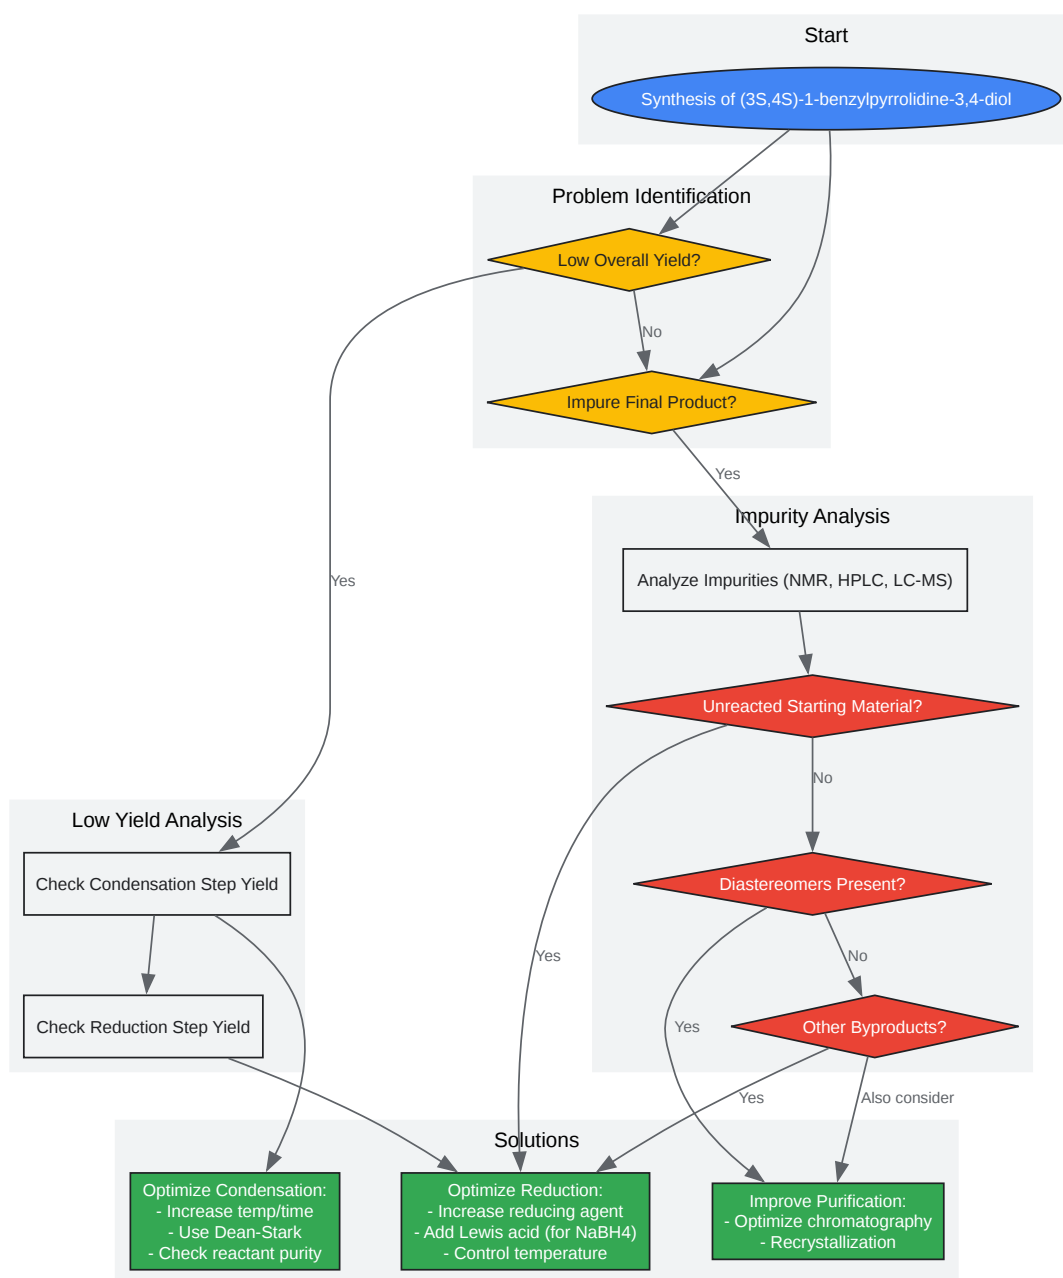 Start
Synthesis of (3S,4S)-1-benzylpyrrolidine-3,4-diol
Problem Identification
Low Overall Yield?
No
Impure Final Product?
Yes
Impurity Analysis
Analyze Impurities (NMR, HPLC, LC-MS)
Yes
Unreacted Starting Material?
No
Low Yield Analysis
Check Condensation Step Yield
Diastereomers Present?
Yes
No
Check Reduction Step Yield
Yes
Other Byproducts?
Yes
Also consider
Solutions
Optimize Condensation:
- Increase temp/time
- Use Dean-Stark
- Check reactant purity
Optimize Reduction:
- Increase reducing agent
- Add Lewis acid (for NaBH4)
- Control temperature
Improve Purification:
- Optimize chromatography
- Recrystallization